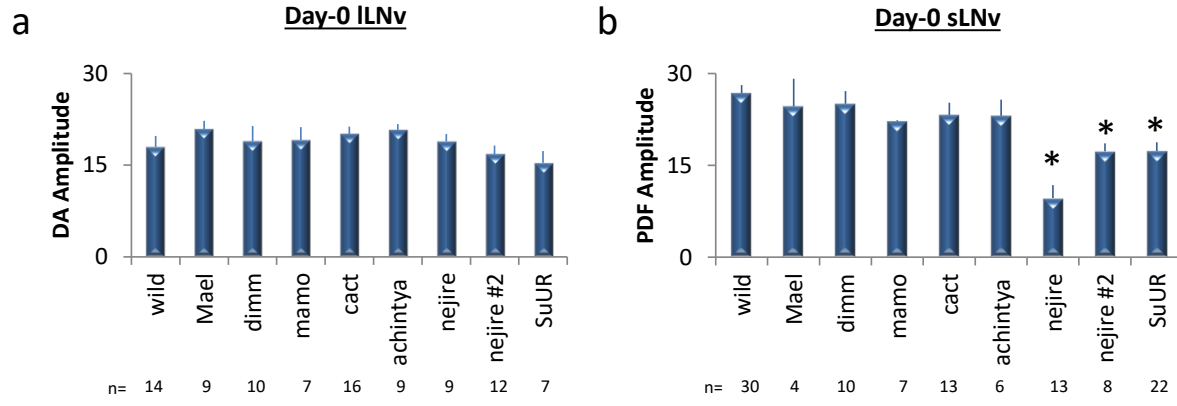 a
Day-0 lLNv
DA Amplitude
30
15
0
wild
Mael
dimm
mamo
cact
achintya
nejire
nejire #2
SuUR
n= 14 9 10 7 16 9 9 12 7
b
Day-0 sLNv
PDF Amplitude
30
15
0
* * *
wild
Mael
dimm
mamo
cact
achintya
nejire
nejire #2
SuUR
n= 30 4 10 7 13 6 13 8 22